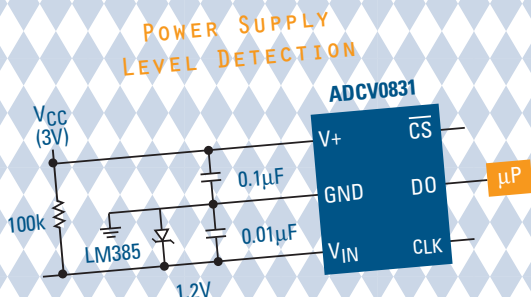 POWER SUPPLY
LEVEL DETECTION
ADCV0831
VCC
(3V)
V+
CS
0.1µF
100k
GND
DO
µP
LM385
0.01µF
VIN
CLK
1.2V